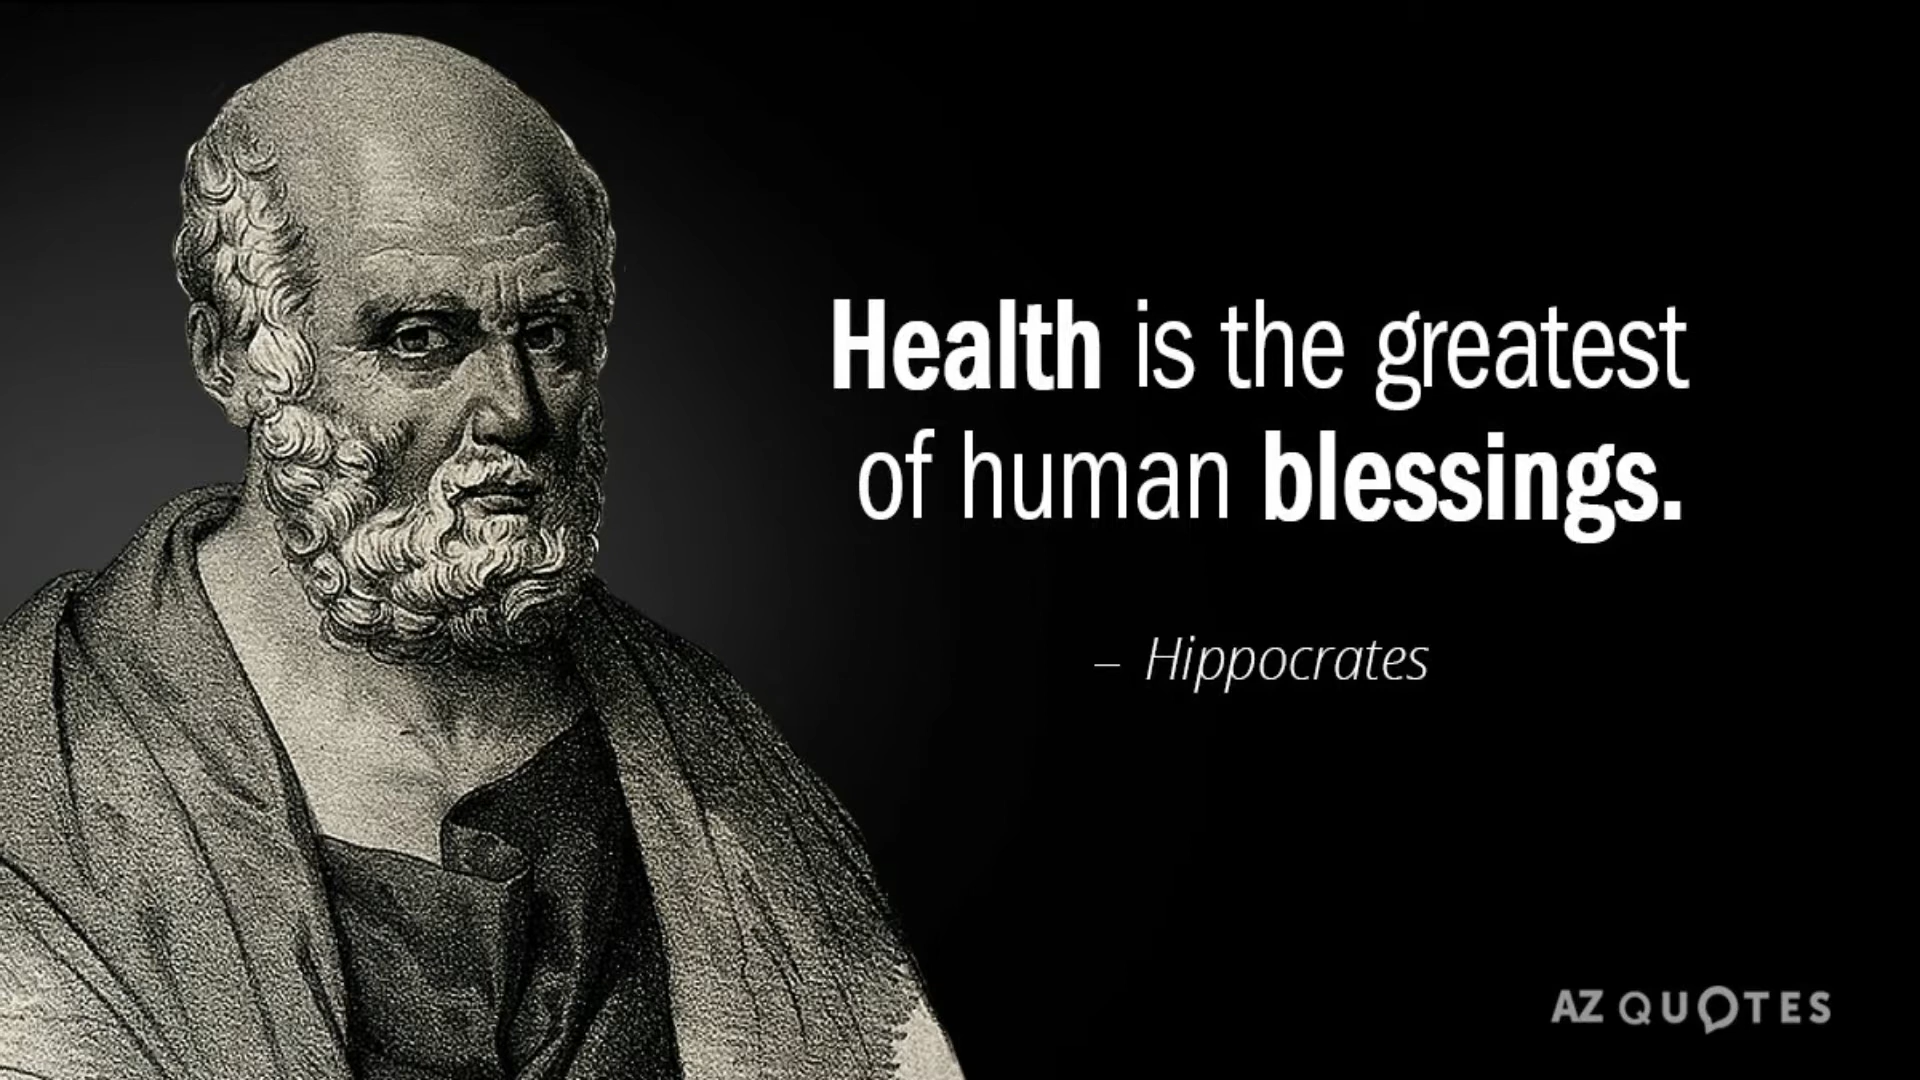 Health is the greatest
of human blessings.
– Hippocrates
AZ QUOTES